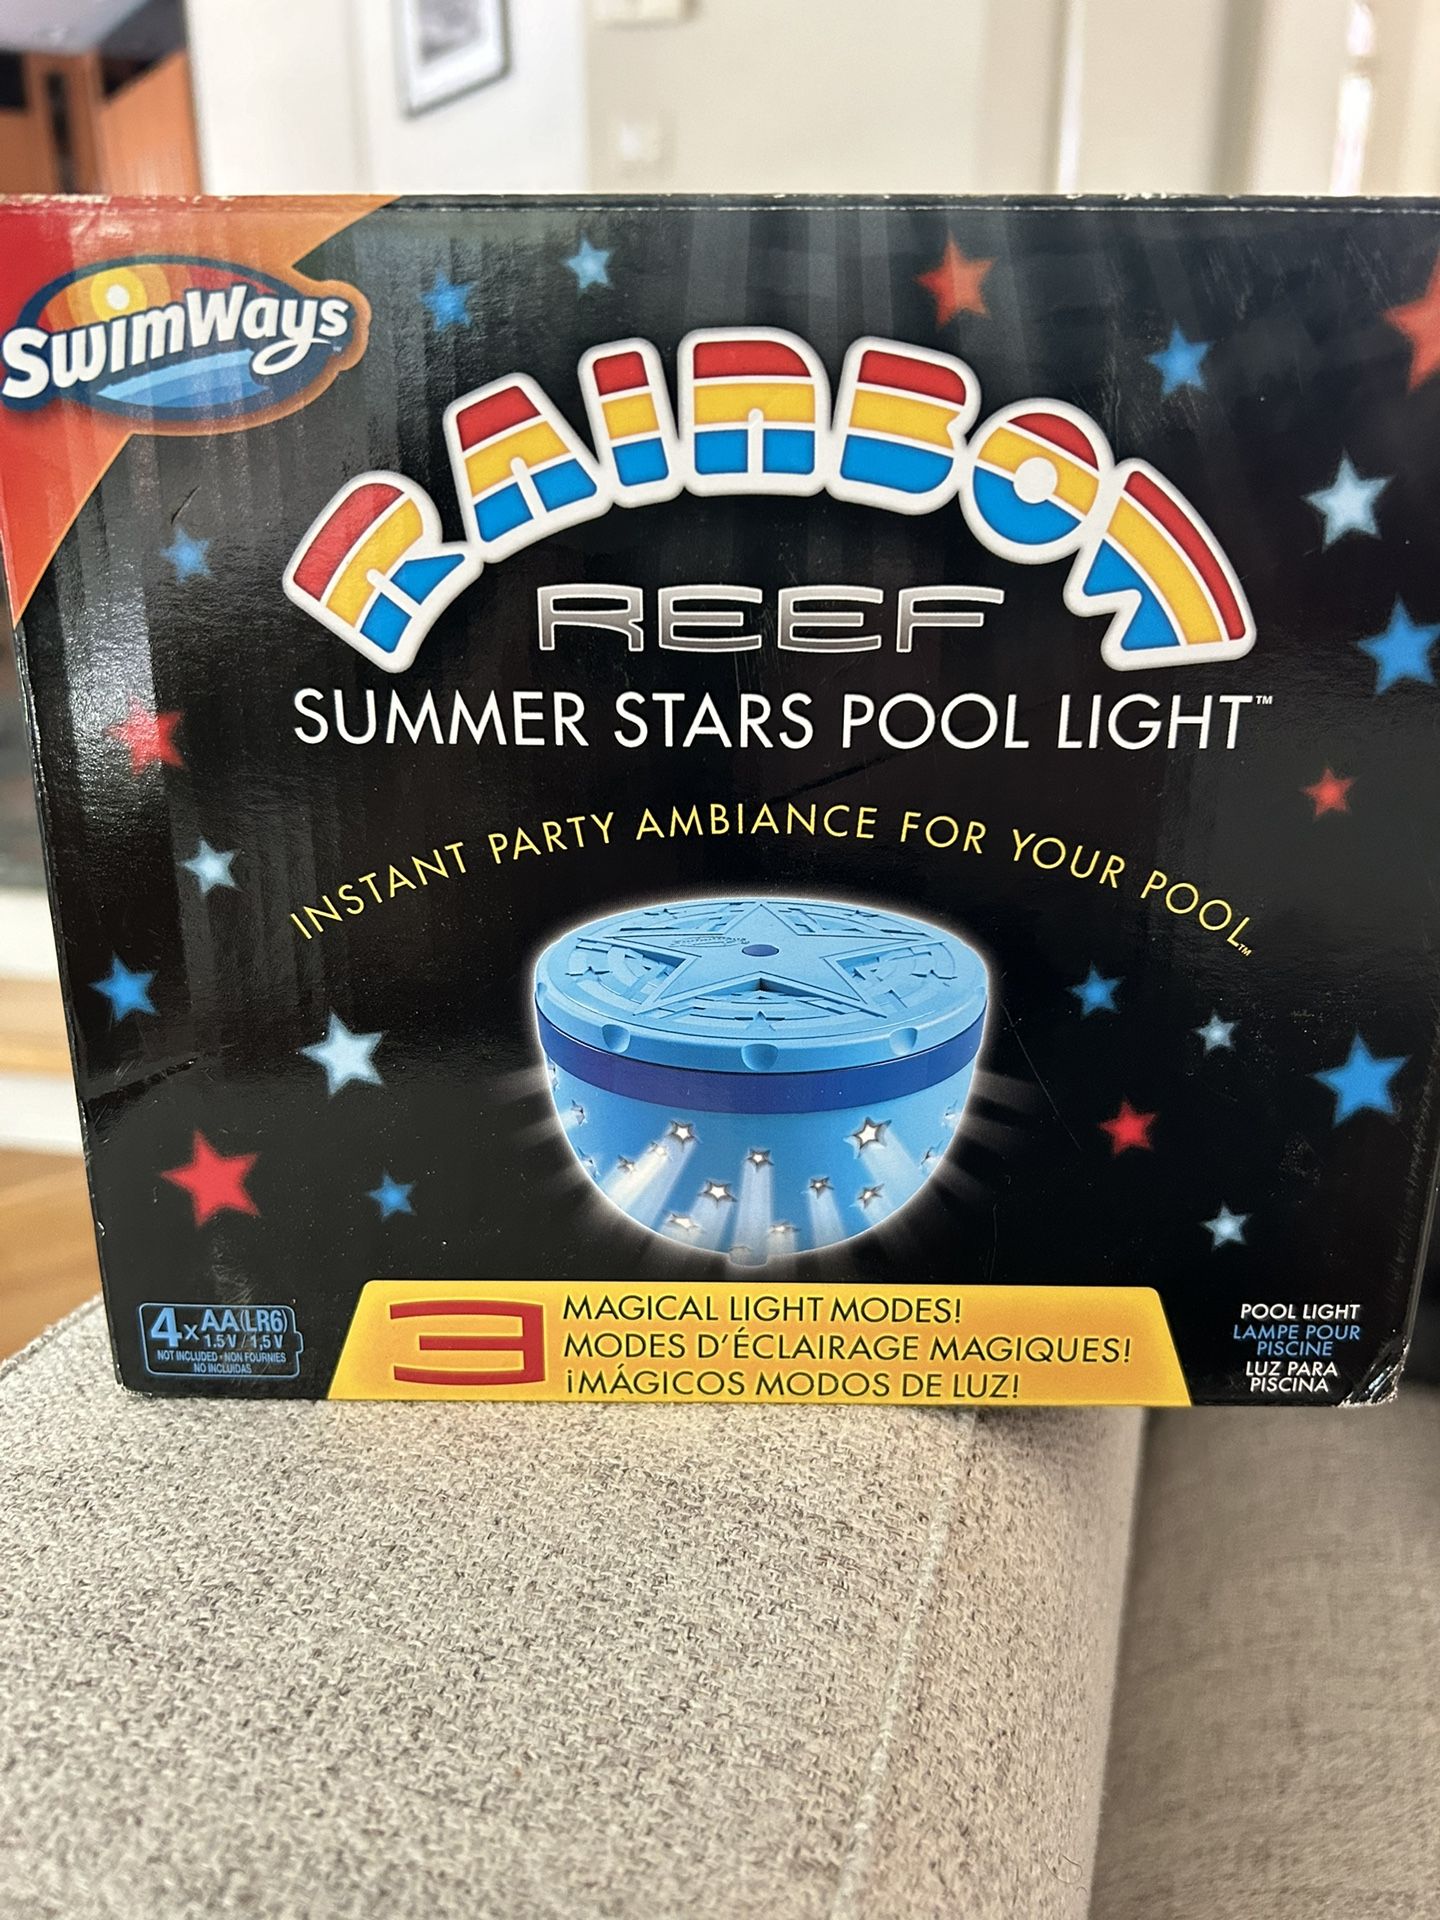 SwimWays™
RAINBOW
REEF
SUMMER STARS POOL LIGHT™
INSTANT PARTY AMBIANCE FOR YOUR POOL™
SwimWays
4 x AA(LR6)
1.5V / 1,5 V
NOT INCLUDED • NON FOURNIES
NO INCLUIDAS
3 MAGICAL LIGHT MODES!
MODES D'ÉCLAIRAGE MAGIQUES!
¡MÁGICOS MODOS DE LUZ!
POOL LIGHT
LAMPE POUR
PISCINE
LUZ PARA
PISCINA